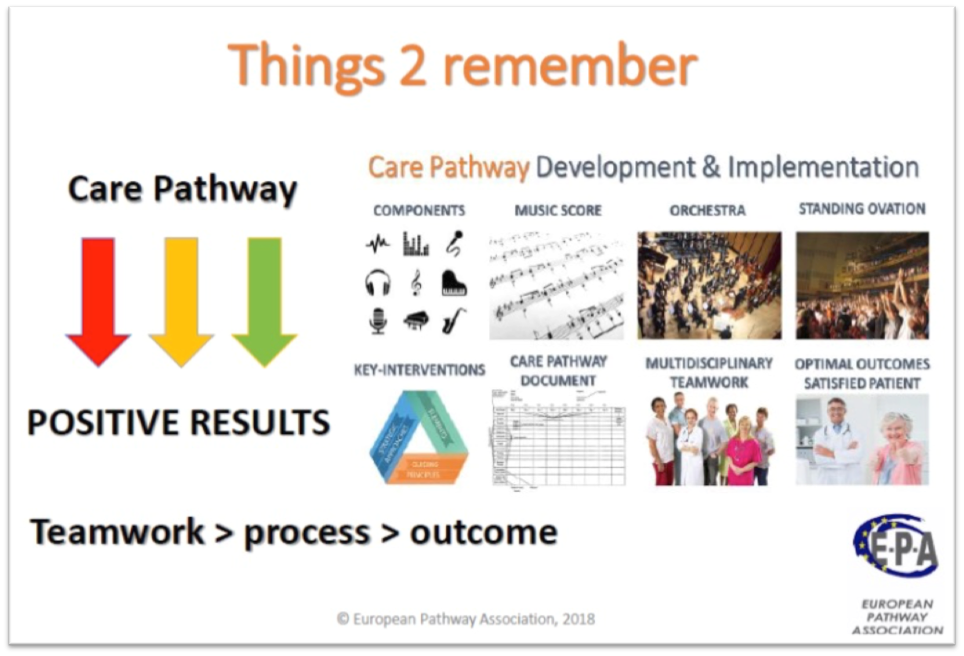 Things 2 remember
Care Pathway
POSITIVE RESULTS
Care Pathway Development & Implementation
COMPONENTS
MUSIC SCORE
ORCHESTRA
STANDING OVATION
KEY-INTERVENTIONS
CARE PATHWAY
DOCUMENT
MULTIDISCIPLINARY
TEAMWORK
OPTIMAL OUTCOMES
SATISFIED PATIENT
GUIDING
PRINCIPLES
Teamwork > process > outcome
E-P-A
EUROPEAN
PATHWAY
ASSOCIATION
© European Pathway Association, 2018